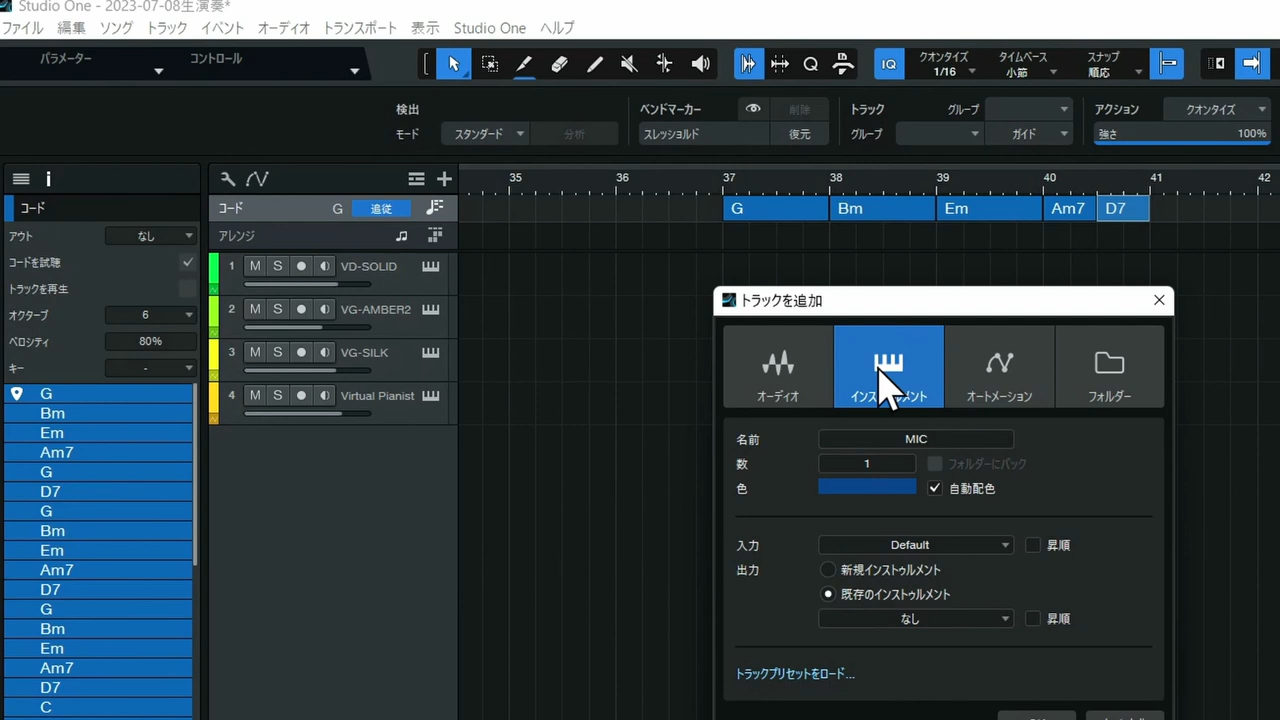 Studio One - 2023-07-08生演奏*
ファイル 編集 ソング トラック イベント オーディオ トランスポート 表示 Studio One ヘルプ
パラメーター コントロール
IQ クオンタイズ 1/16 タイムベース 小節 スナップ 順応
検出 ベンドマーカー 削除 トラック グループ アクション クオンタイズ
モード スタンダード 分析 スレッショルド 復元 グループ ガイド 強さ 100%
35 36 37 38 39 40 41 42
コード
コード G 追従
G Bm Em Am7 D7
アウト なし
アレンジ
コードを試聴
トラックを再生
オクターブ 6
ベロシティ 80%
キー -
1 M S VD-SOLID
2 M S VG-AMBER2
3 M S VG-SILK
4 M S Virtual Pianist
G
Bm
Em
Am7
G
D7
G
Bm
Em
Am7
D7
G
Bm
Em
Am7
D7
C
トラックを追加
オーディオ オートメーション フォルダー
名前 MIC
数 1 フォルダーにパック
色 自動配色
入力 Default 昇順
出力 新規インストゥルメント
既存のインストゥルメント
なし 昇順
トラックプリセットをロード...